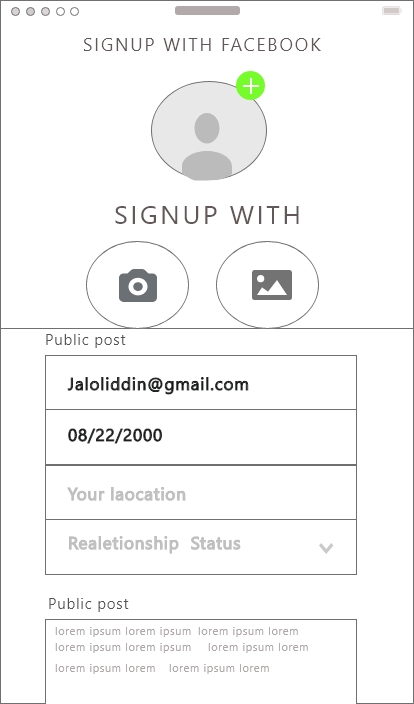 SIGNUP WITH FACEBOOK
SIGNUP WITH
Public post
Jaloliddin@gmail.com
08/22/2000
Your laocation
Realetionship Status
Public post
lorem ipsum lorem ipsum lorem ipsum lorem
lorem ipsum lorem ipsum lorem ipsum lorem
lorem ipsum lorem lorem ipsum lorem